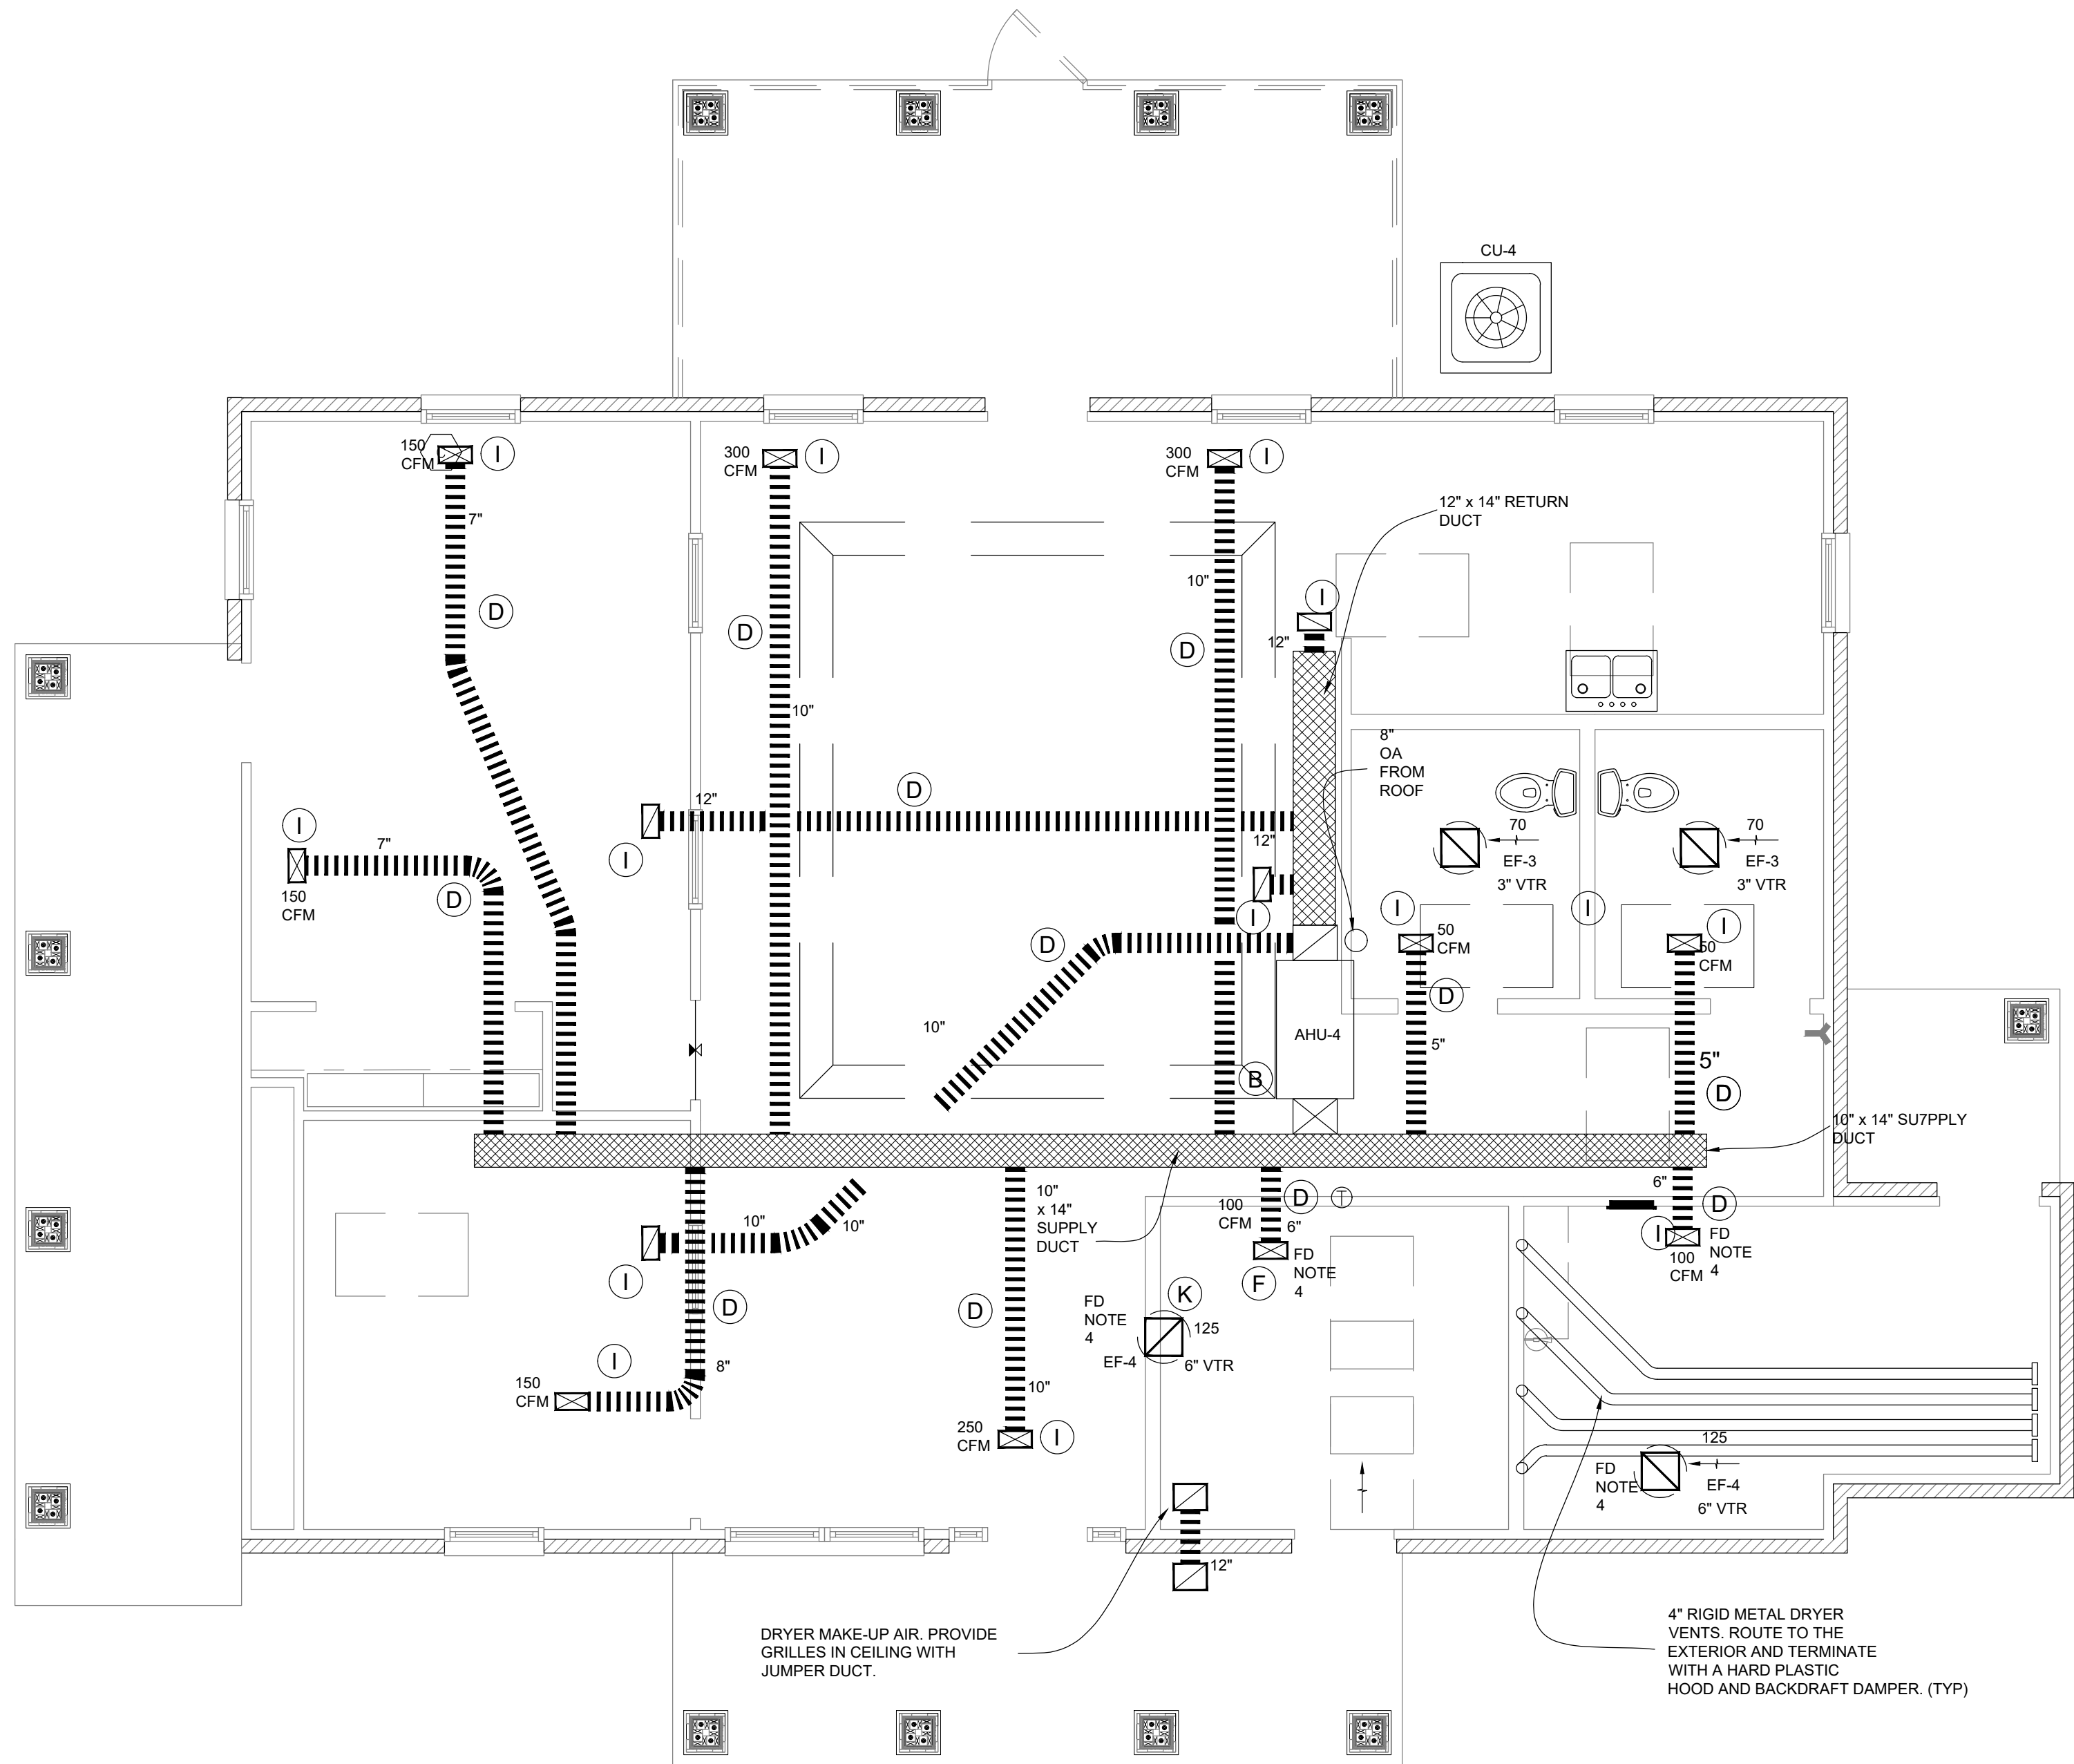 CU-4
150
CFM
I
300
CFM
I
300
CFM
I
12" x 14" RETURN
DUCT
7"
10"
D
D
D
I
12"
10"
8"
OA
FROM
ROOF
12"
D
I
I
7"
D
150
CFM
12"
I
70
EF-3
3" VTR
70
EF-3
3" VTR
I
I
I
50
CFM
50
CFM
D
D
10"
AHU-4
5"
5"
B
D
10" x 14" SU7PPLY
DUCT
10"
x 14"
SUPPLY
DUCT
100
CFM
D
T
6"
6"
D
I
FD
NOTE
4
100
CFM
10"
10"
I
D
D
FD
NOTE
4
F
K
FD
NOTE
4
125
EF-4
6" VTR
I
8"
150
CFM
10"
250
CFM
I
125
FD
NOTE
4
EF-4
6" VTR
12"
DRYER MAKE-UP AIR. PROVIDE
GRILLES IN CEILING WITH
JUMPER DUCT.
4" RIGID METAL DRYER
VENTS. ROUTE TO THE
EXTERIOR AND TERMINATE
WITH A HARD PLASTIC
HOOD AND BACKDRAFT DAMPER. (TYP)